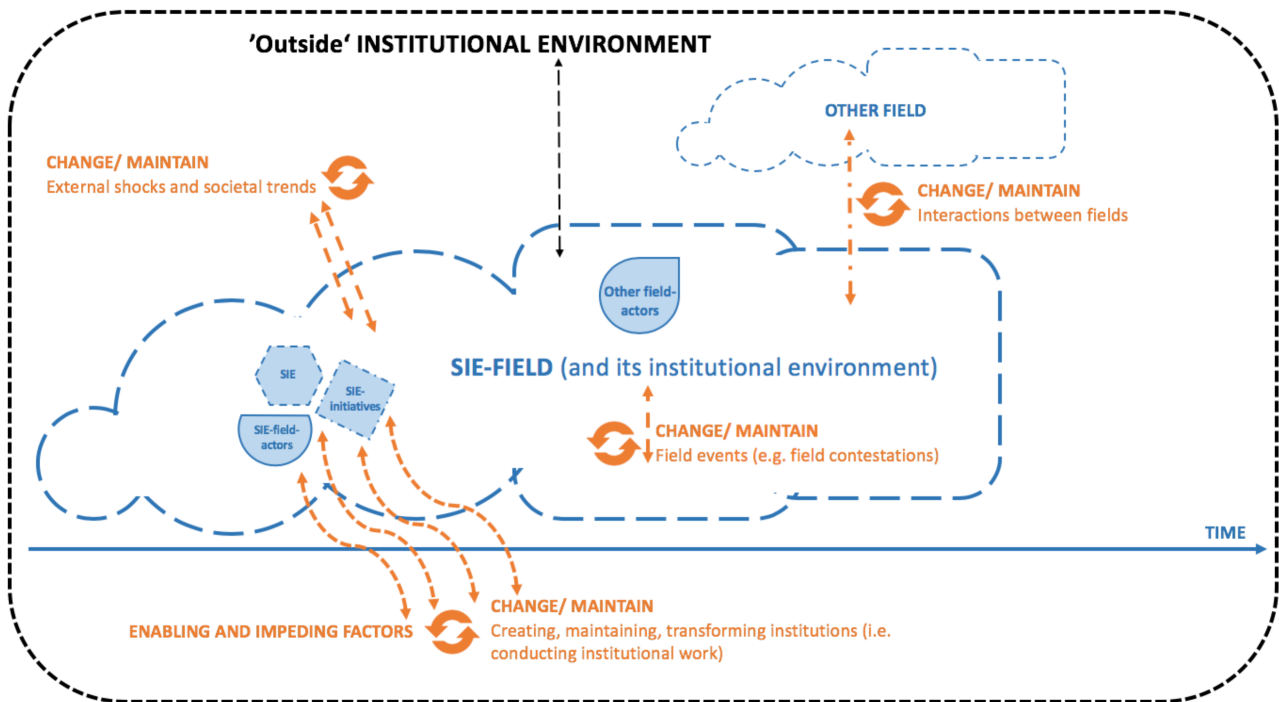 ’Outside‘ INSTITUTIONAL ENVIRONMENT
OTHER FIELD
CHANGE/ MAINTAIN
External shocks and societal trends
CHANGE/ MAINTAIN
Interactions between fields
Other field-
actors
SIE-FIELD (and its institutional environment)
SIE
SIE-
initiatives
SIE-field-
actors
CHANGE/ MAINTAIN
Field events (e.g. field contestations)
TIME
ENABLING AND IMPEDING FACTORS
CHANGE/ MAINTAIN
Creating, maintaining, transforming institutions (i.e.
conducting institutional work)